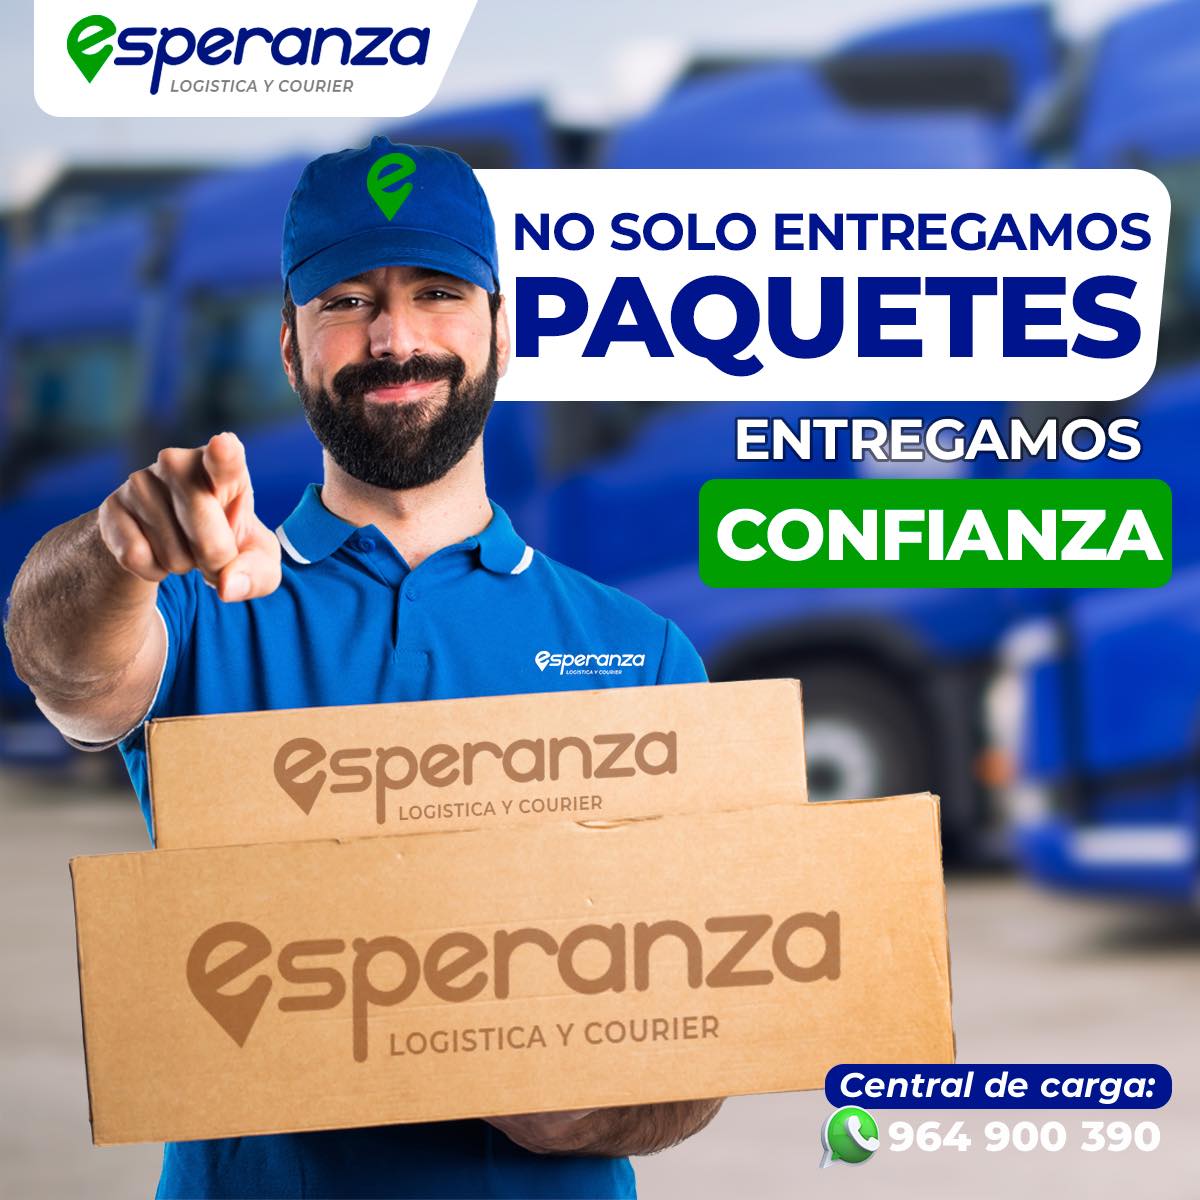 esperanza
LOGISTICA Y COURIER
e
NO SOLO ENTREGAMOS
PAQUETES
ENTREGAMOS
CONFIANZA
esperanza
LOGISTICA Y COURIER
esperanza
LOGISTICA Y COURIER
esperanza
LOGISTICA Y COURIER
Central de carga:
964 900 390